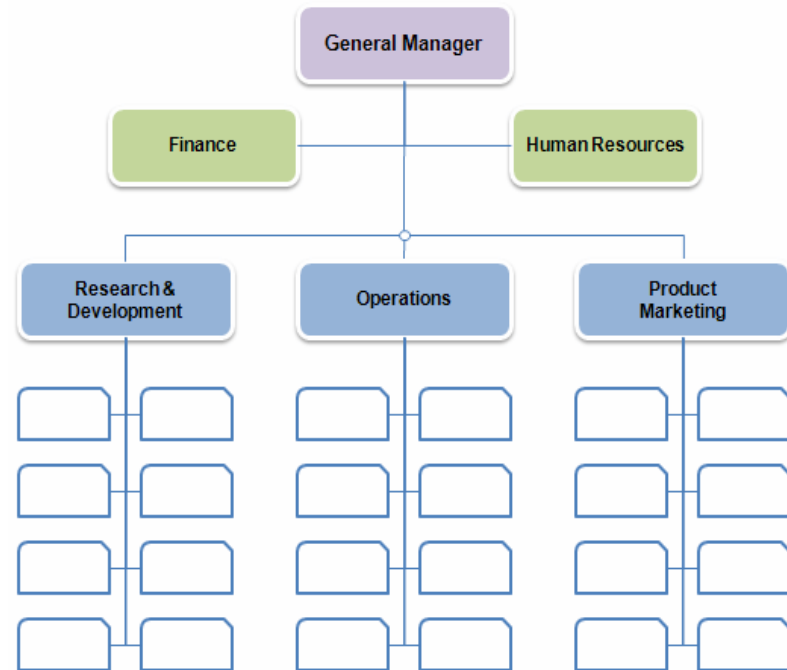 General Manager
Finance
Human Resources
Research &
Development
Operations
Product
Marketing